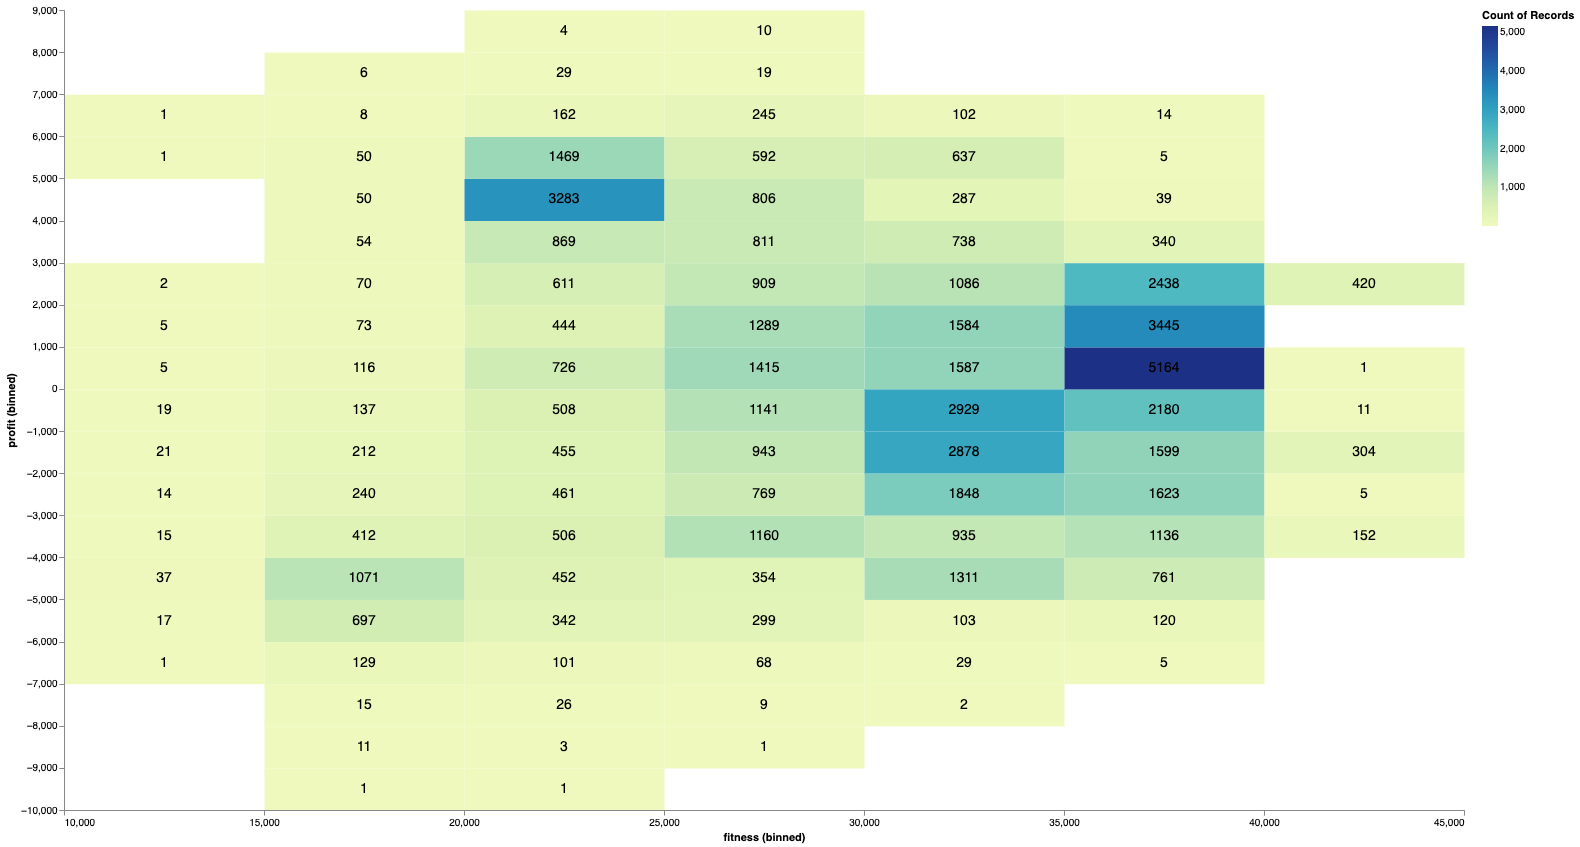 Count of Records
5,000
4,000
3,000
2,000
1,000
profit (binned)
9,000
4 10
8,000
6 29 19
7,000
1 8 162 245 102 14
6,000
1 50 1469 592 637 5
5,000
50 3283 806 287 39
4,000
54 869 811 738 340
3,000
2 70 611 909 1086 2438 420
2,000
5 73 444 1289 1584 3445
1,000
5 116 726 1415 1587 5164 1
0
19 137 508 1141 2929 2180 11
−1,000
21 212 455 943 2878 1599 304
−2,000
14 240 461 769 1848 1623 5
−3,000
15 412 506 1160 935 1136 152
−4,000
37 1071 452 354 1311 761
−5,000
17 697 342 299 103 120
−6,000
1 129 101 68 29 5
−7,000
15 26 9 2
−8,000
11 3 1
−9,000
1 1
−10,000
10,000 15,000 20,000 25,000 30,000 35,000 40,000 45,000
fitness (binned)